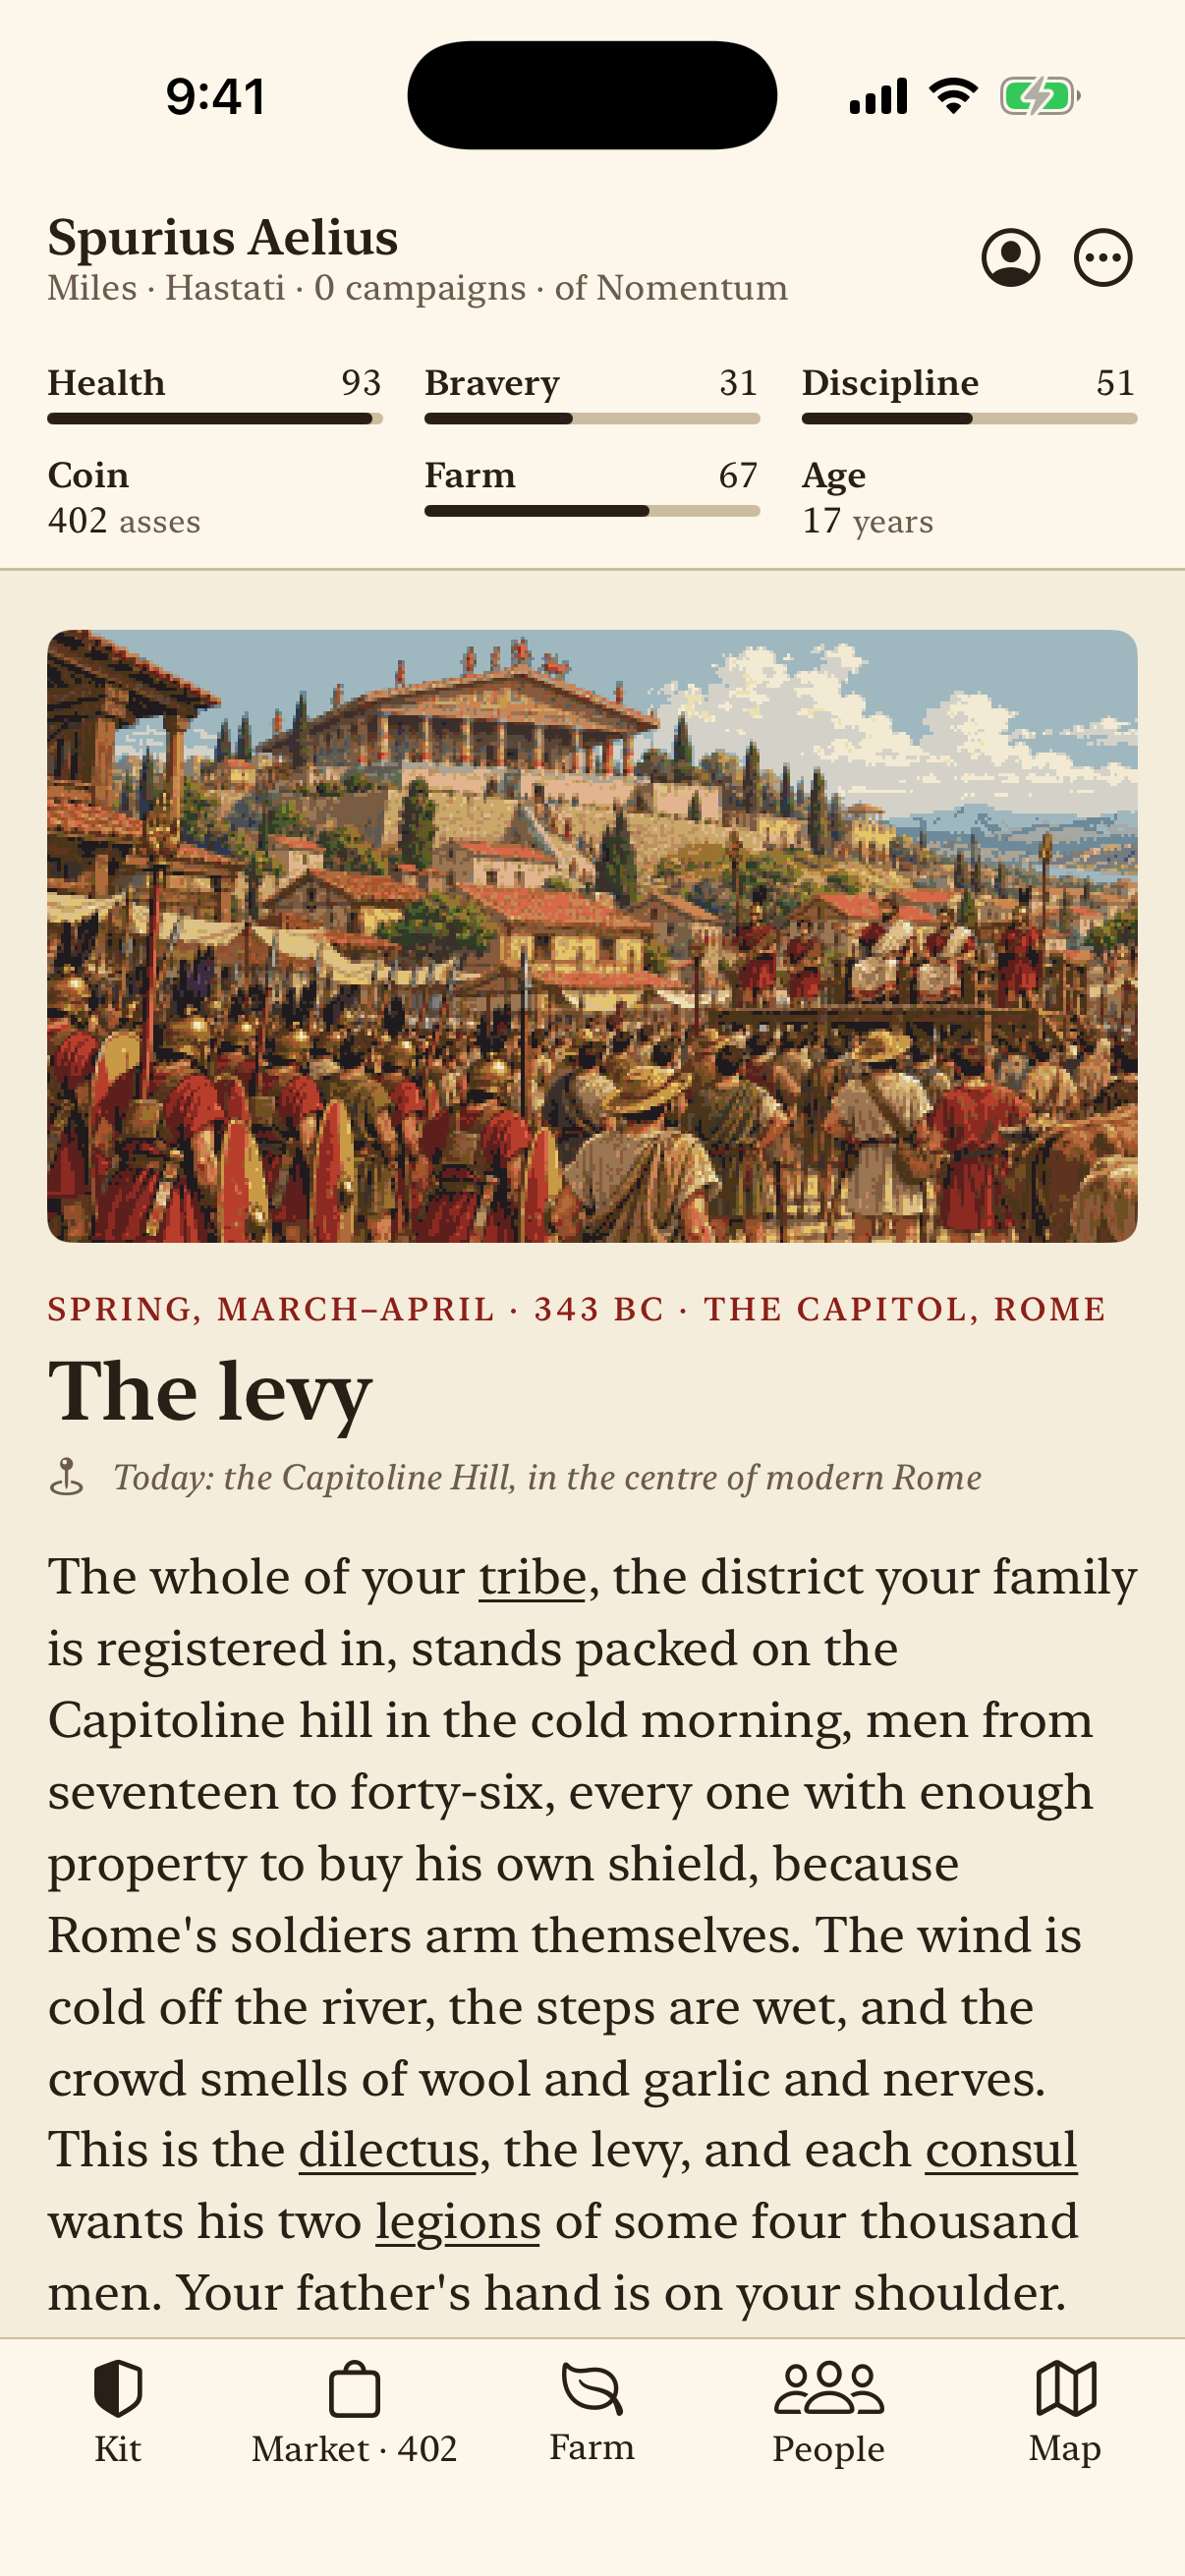 9:41
Spurius Aelius
Miles · Hastati · 0 campaigns · of Nomentum
Health 93 Bravery 31 Discipline 51
Coin Farm 67 Age
402 asses 17 years
SPRING, MARCH–APRIL · 343 BC · THE CAPITOL, ROME
The levy
Today: the Capitoline Hill, in the centre of modern Rome
The whole of your tribe, the district your family
is registered in, stands packed on the
Capitoline hill in the cold morning, men from
seventeen to forty-six, every one with enough
property to buy his own shield, because
Rome's soldiers arm themselves. The wind is
cold off the river, the steps are wet, and the
crowd smells of wool and garlic and nerves.
This is the dilectus, the levy, and each consul
wants his two legions of some four thousand
men. Your father's hand is on your shoulder.
Kit Market · 402 Farm People Map